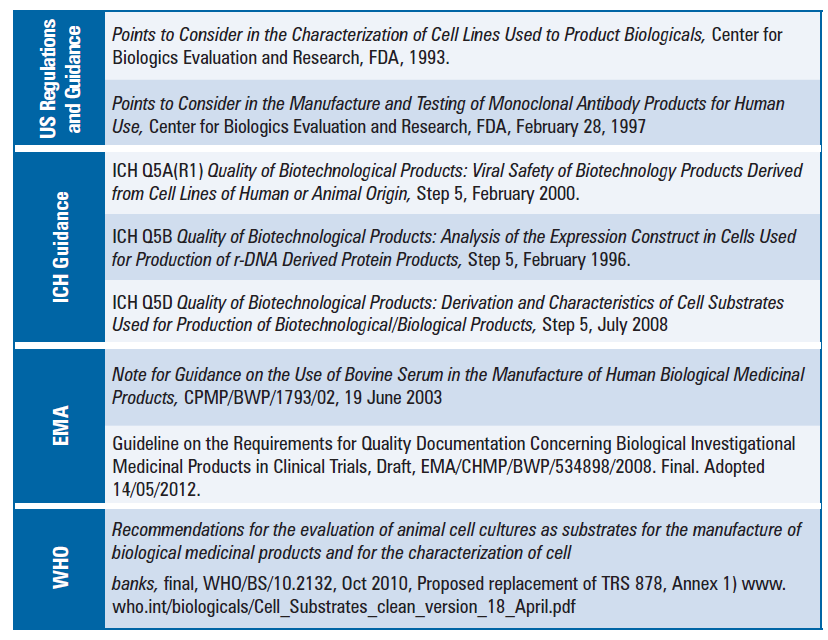 US Regulations
and Guidance
Points to Consider in the Characterization of Cell Lines Used to Product Biologicals, Center for
Biologics Evaluation and Research, FDA, 1993.
Points to Consider in the Manufacture and Testing of Monoclonal Antibody Products for Human
Use, Center for Biologics Evaluation and Research, FDA, February 28, 1997
ICH Guidance
ICH Q5A(R1) Quality of Biotechnological Products: Viral Safety of Biotechnology Products Derived
from Cell Lines of Human or Animal Origin, Step 5, February 2000.
ICH Q5B Quality of Biotechnological Products: Analysis of the Expression Construct in Cells Used
for Production of r-DNA Derived Protein Products, Step 5, February 1996.
ICH Q5D Quality of Biotechnological Products: Derivation and Characteristics of Cell Substrates
Used for Production of Biotechnological/Biological Products, Step 5, July 2008
EMA
Note for Guidance on the Use of Bovine Serum in the Manufacture of Human Biological Medicinal
Products, CPMP/BWP/1793/02, 19 June 2003
Guideline on the Requirements for Quality Documentation Concerning Biological Investigational
Medicinal Products in Clinical Trials, Draft, EMA/CHMP/BWP/534898/2008. Final. Adopted
14/05/2012.
WHO
Recommendations for the evaluation of animal cell cultures as substrates for the manufacture of
biological medicinal products and for the characterization of cell
banks, final, WHO/BS/10.2132, Oct 2010, Proposed replacement of TRS 878, Annex 1) www.
who.int/biologicals/Cell_Substrates_clean_version_18_April.pdf